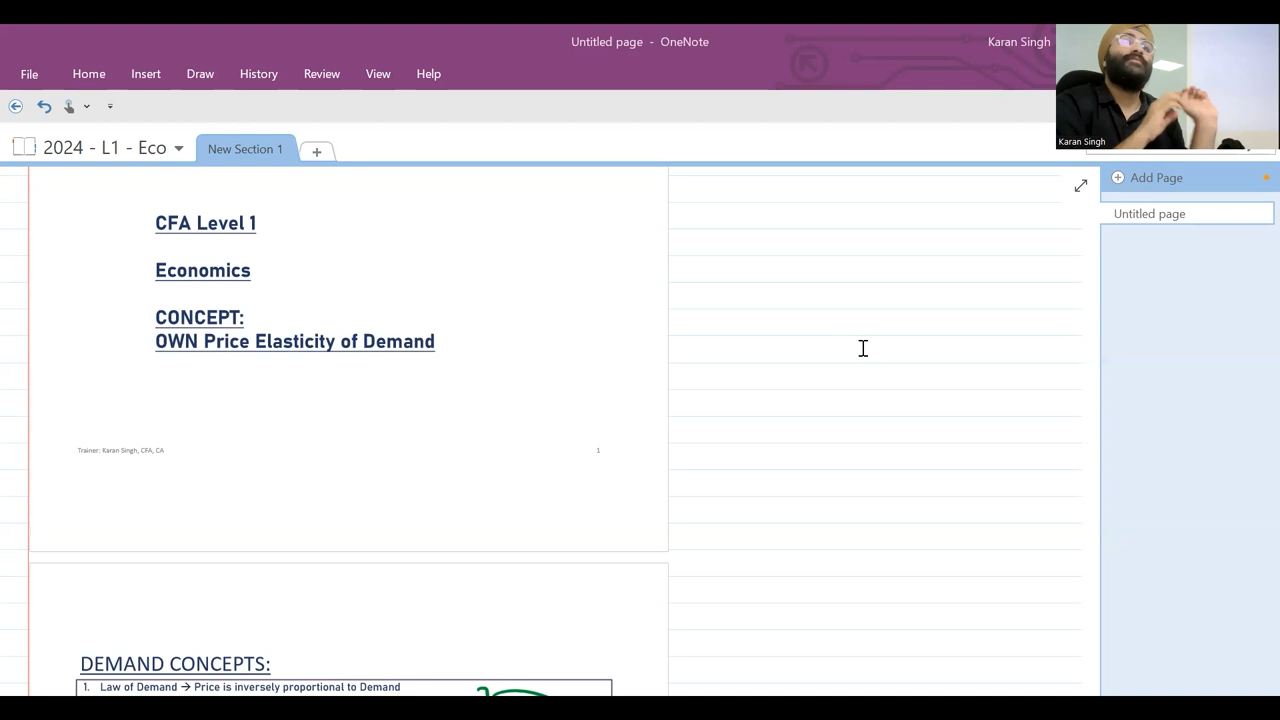 Untitled page - OneNote
Karan Singh
File Home Insert Draw History Review View Help
Karan Singh
2024 - L1 - Eco
New Section 1
Add Page
Untitled page
CFA Level 1
Economics
CONCEPT:
OWN Price Elasticity of Demand
Trainer: Karan Singh, CFA, CA
1
DEMAND CONCEPTS:
1. Law of Demand → Price is inversely proportional to Demand